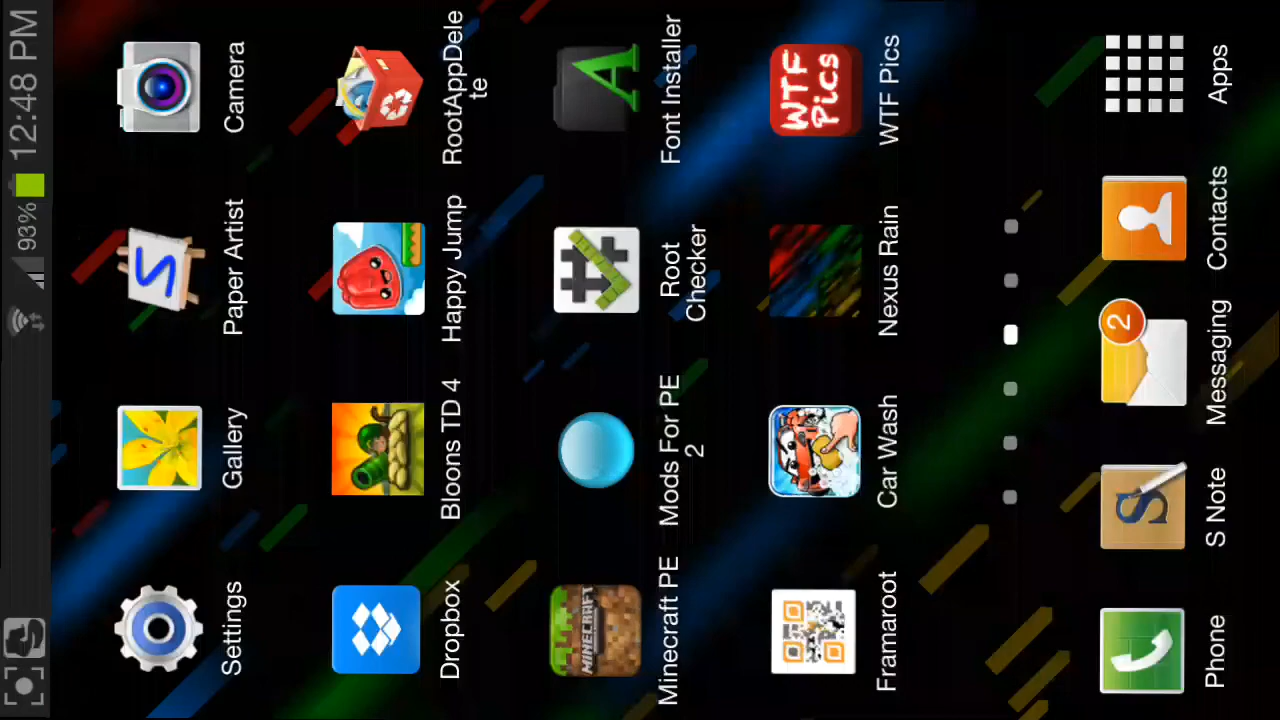 93% 12:48 PM
Settings
Gallery
Paper Artist
Camera
Dropbox
Bloons TD 4
Happy Jump
RootAppDele
te
MINECRAFT
Minecraft PE
Mods For PE
2
Root
Checker
A
Font Installer
Framaroot
Car Wash
Nexus Rain
WTF
Pics
WTF Pics
Phone
S
S Note
2
Messaging
Contacts
Apps